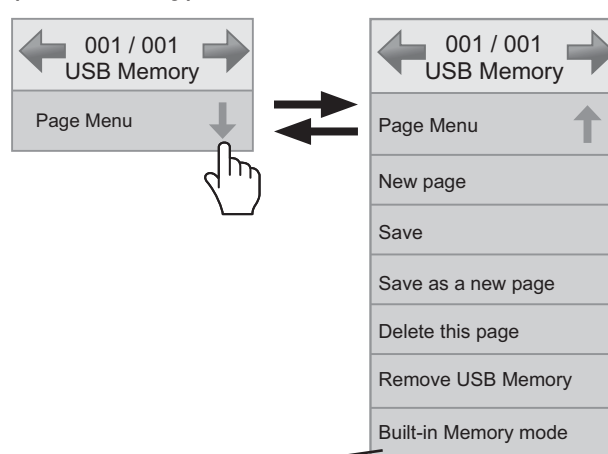 001 / 001
USB Memory
Page Menu
001 / 001
USB Memory
Page Menu
New page
Save
Save as a new page
Delete this page
Remove USB Memory
Built-in Memory mode